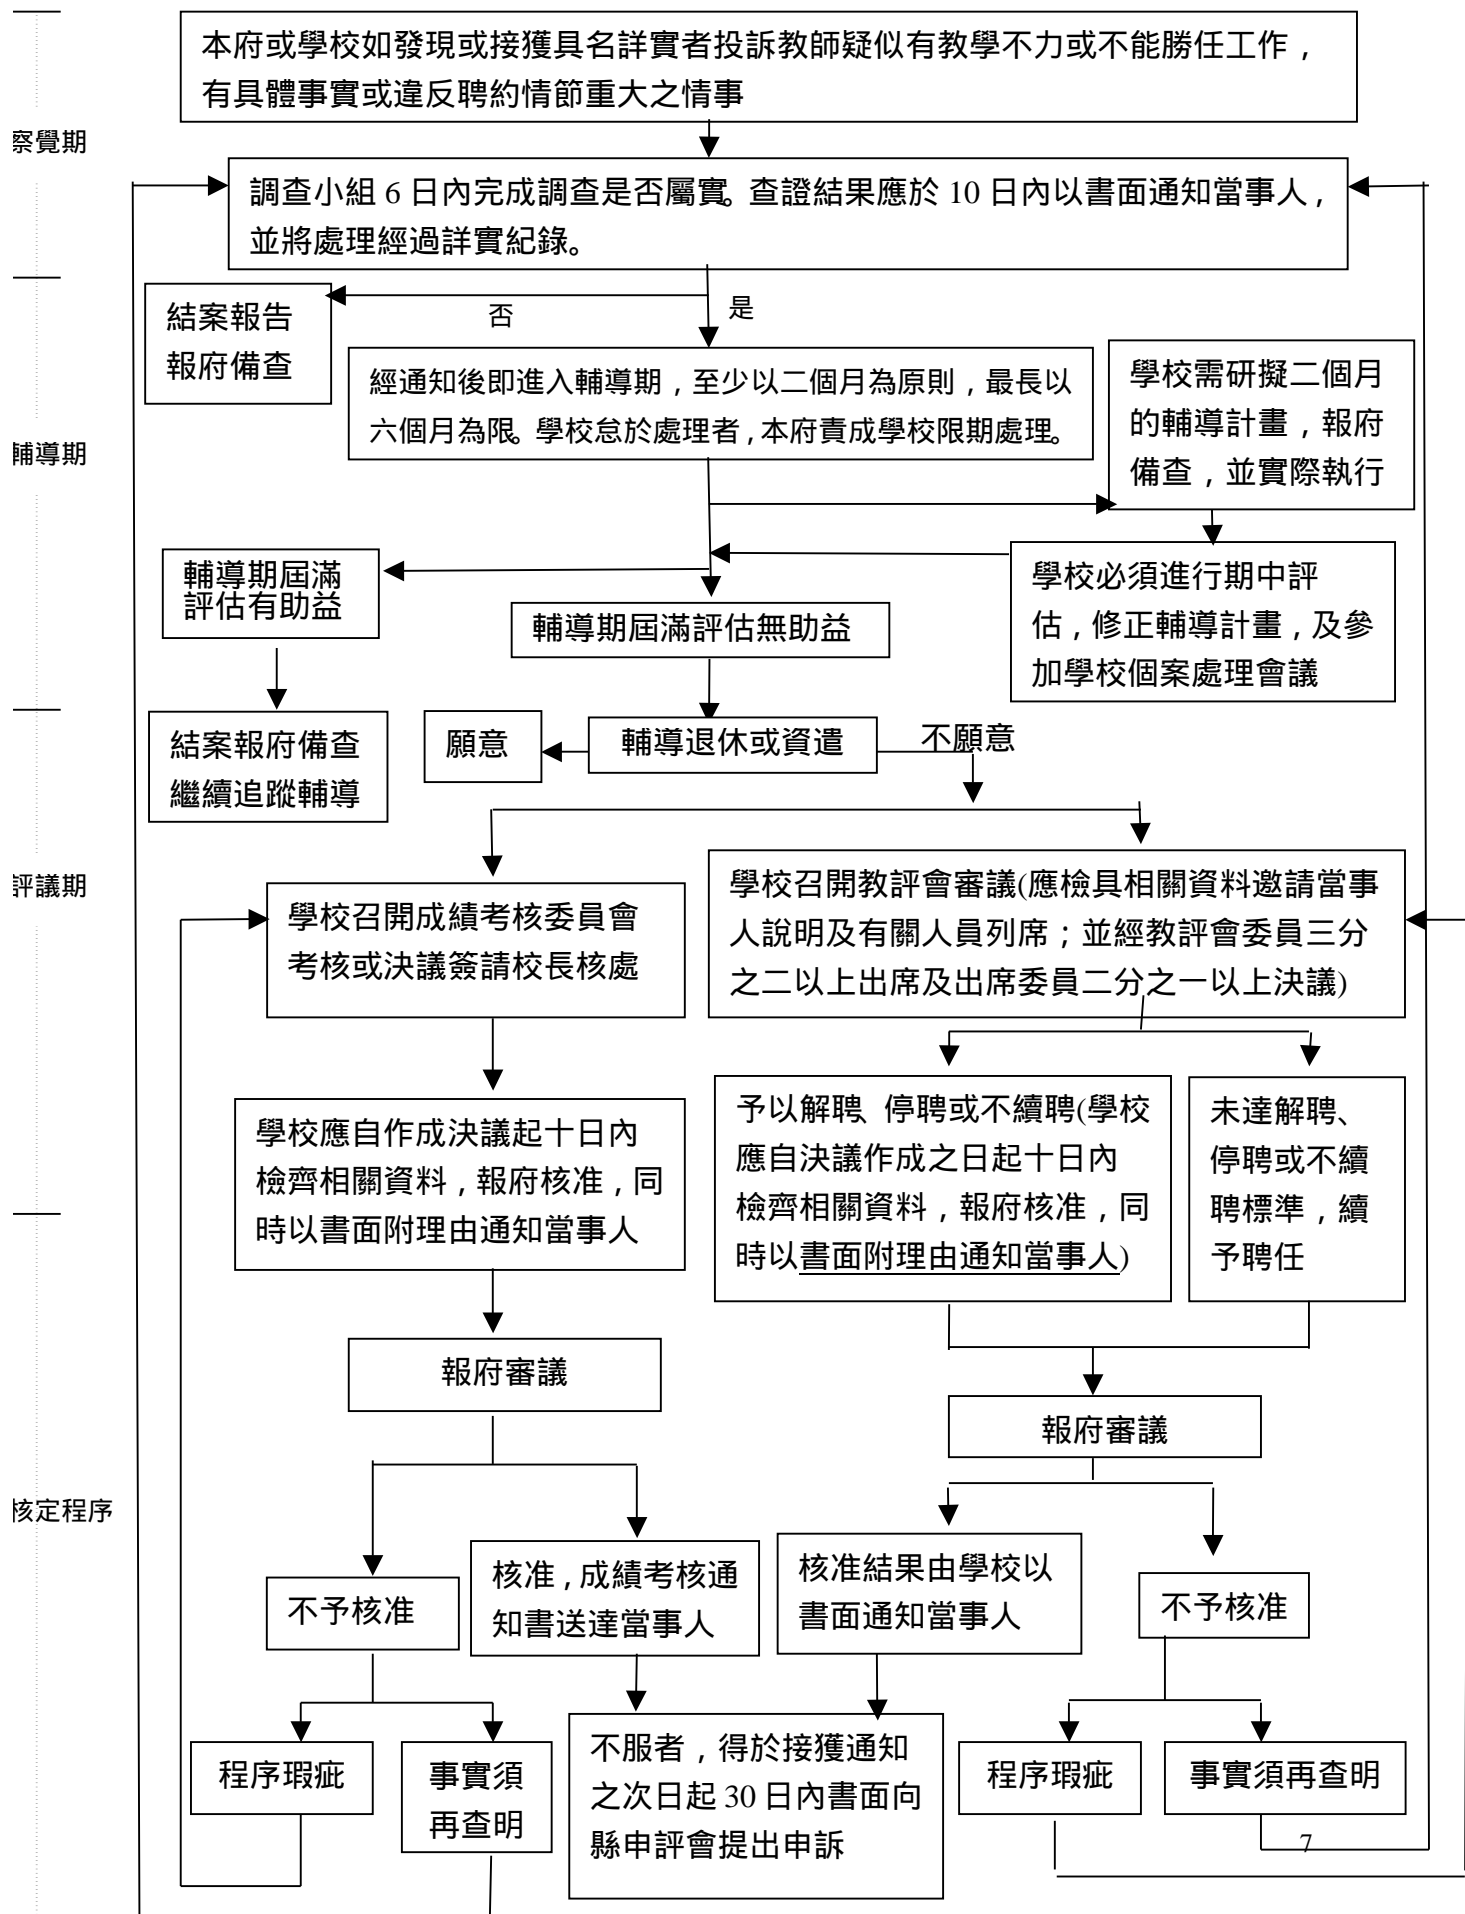 本府或學校如發現或接獲具名詳實者投訴教師疑似有教學不力或不能勝任工作，
有具體事實或違反聘約情節重大之情事
察覺期
調查小組 6 日內完成調查是否屬實。查證結果應於 10 日內以書面通知當事人，
並將處理經過詳實紀錄。
否
是
結案報告
報府備查
經通知後即進入輔導期，至少以二個月為原則，最長以
六個月為限。學校怠於處理者，本府責成學校限期處理。
學校需研擬二個月
的輔導計畫，報府
備查，並實際執行
輔導期
輔導期屆滿
評估有助益
輔導期屆滿評估無助益
學校必須進行期中評
估，修正輔導計畫，及參
加學校個案處理會議
結案報府備查
繼續追蹤輔導
願意
輔導退休或資遣
不願意
評議期
學校召開成績考核委員會
考核或決議簽請校長核處
學校召開教評會審議(應檢具相關資料邀請當事
人說明及有關人員列席；並經教評會委員三分
之二以上出席及出席委員二分之一以上決議)
學校應自作成決議起十日內
檢齊相關資料，報府核准，同
時以書面附理由通知當事人
予以解聘、停聘或不續聘(學校
應自決議作成之日起十日內
檢齊相關資料，報府核准，同
時以書面附理由通知當事人)
未達解聘、
停聘或不續
聘標準，續
予聘任
報府審議
報府審議
核定程序
不予核准
核准，成績考核通
知書送達當事人
核准結果由學校以
書面通知當事人
不予核准
程序瑕疵
事實須
再查明
不服者，得於接獲通知
之次日起 30 日內書面向
縣申評會提出申訴
程序瑕疵
事實須再查明
7